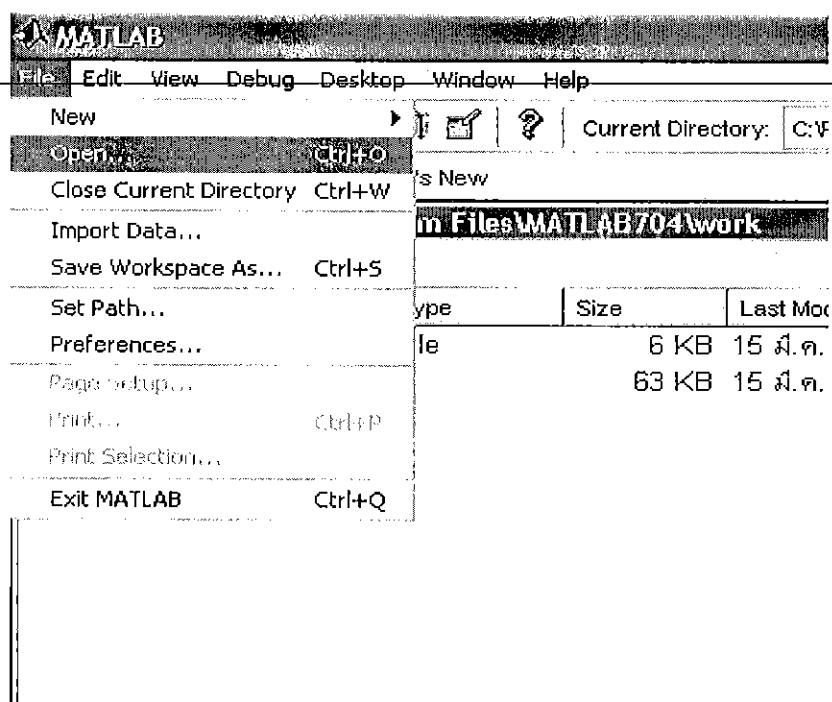 MATLAB
File Edit View Debug Desktop Window Help
New
Current Directory: C:\P
Open... Ctrl+O
's New
Close Current Directory Ctrl+W
m Files\MATLAB704\work
Import Data...
Save Workspace As... Ctrl+S
Set Path...
ype Size Last Mod
Preferences...
le 6 KB 15 มี.ค.
Page Setup...
63 KB 15 มี.ค.
Print... Ctrl+P
Print Selection...
Exit MATLAB Ctrl+Q